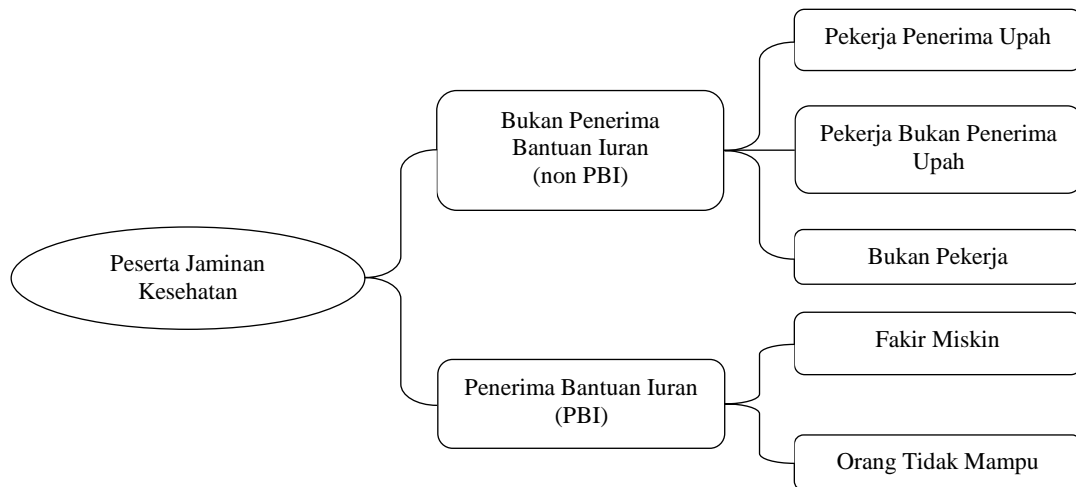 Peserta Jaminan
Kesehatan
Bukan Penerima
Bantuan Iuran
(non PBI)
Pekerja Penerima Upah
Pekerja Bukan Penerima
Upah
Bukan Pekerja
Penerima Bantuan Iuran
(PBI)
Fakir Miskin
Orang Tidak Mampu